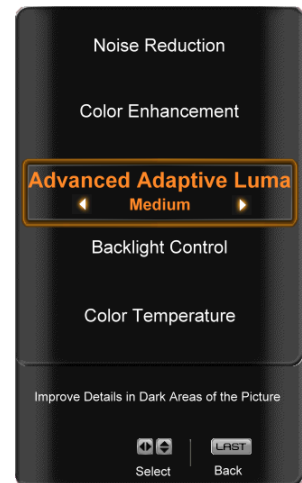 Noise Reduction
Color Enhancement
Advanced Adaptive Luma
Medium
Backlight Control
Color Temperature
Improve Details in Dark Areas of the Picture
LAST
Select Back